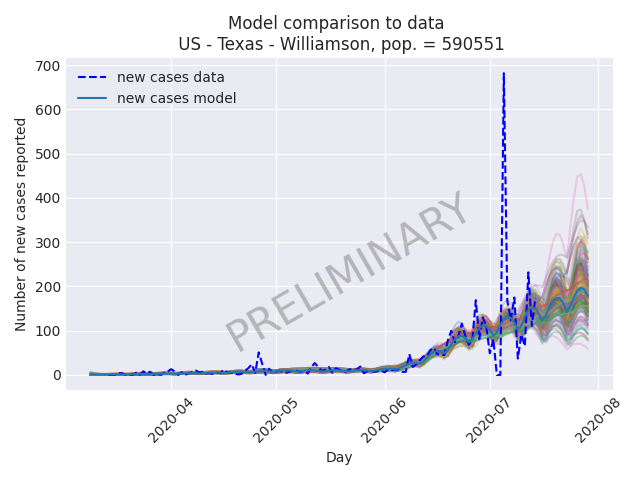 Model comparison to data
US - Texas - Williamson, pop. = 590551
700
600
500
400
300
200
100
0
Number of new cases reported
new cases data
new cases model
PRELIMINARY
2020-04
2020-05
2020-06
2020-07
2020-08
Day